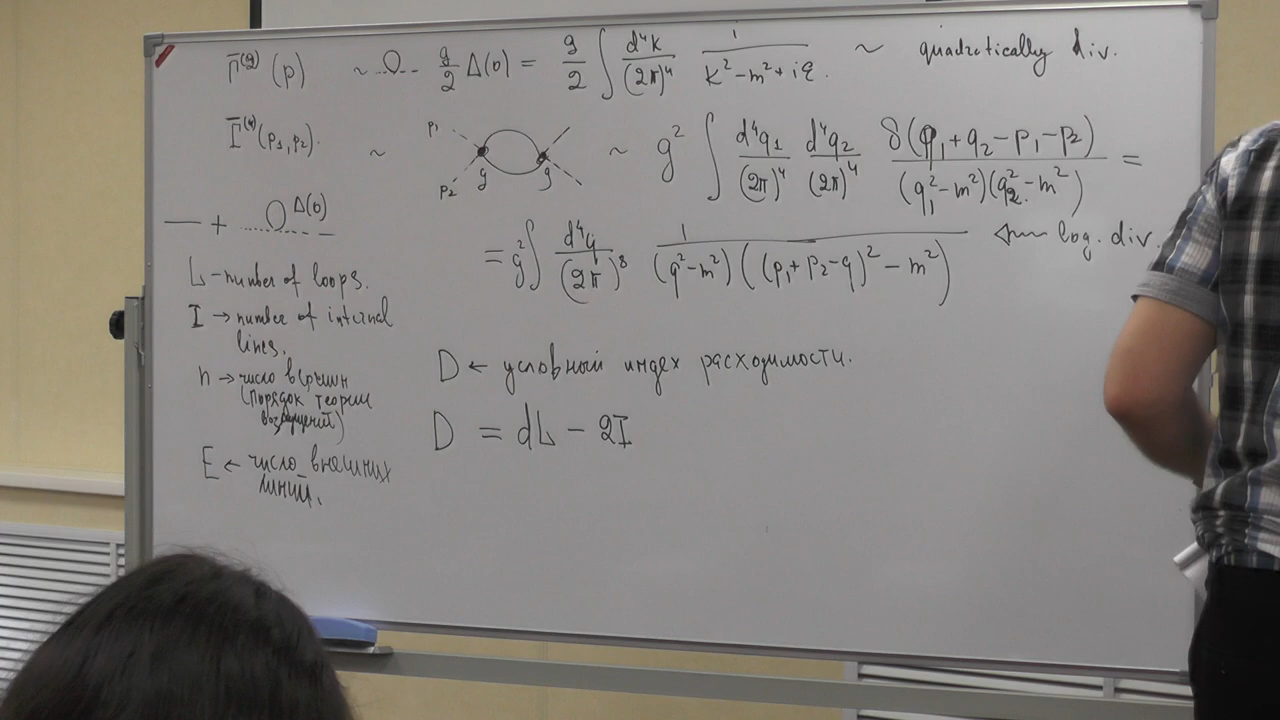 Γ⁽²⁾(p) ~ g/2 Δ(0) = g/2 ∫ d⁴k/(2π)⁴ 1/(k² − m² + iε) ~ quadratically div.
Γ⁽⁴⁾(p₁,p₂). ~ p₁ p₂ g g ~ g² ∫ d⁴q₁/(2π)⁴ d⁴q₂/(2π)⁴ δ(q₁+q₂−p₁−p₂)/((q₁²−m²)(q₂²−m²)) =
— + Δ(0)
= g² ∫ d⁴q/(2π)⁸ 1/((q²−m²)((p₁+p₂−q)²−m²)) ⇐ log. div.
L - number of loops.
I → number of internal
lines.
n → число вершин
(порядок теории
возмущений)
E ← число внешних
линий.
D ← условный индех расходимости.
D = dL − 2I